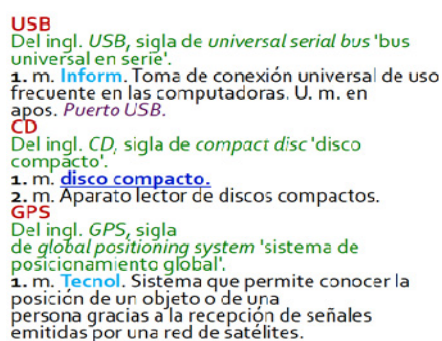 USB
Del ingl. USB, sigla de universal serial bus 'bus
universal en serie'.
1. m. Inform. Toma de conexión universal de uso
frecuente en las computadoras. U. m. en
apos. Puerto USB.
CD
Del ingl. CD, sigla de compact disc 'disco
compacto'.
1. m. disco compacto.
2. m. Aparato lector de discos compactos.
GPS
Del ingl. GPS, sigla
de global positioning system 'sistema de
posicionamiento global'.
1. m. Tecnol. Sistema que permite conocer la
posición de un objeto o de una
persona gracias a la recepción de señales
emitidas por una red de satélites.